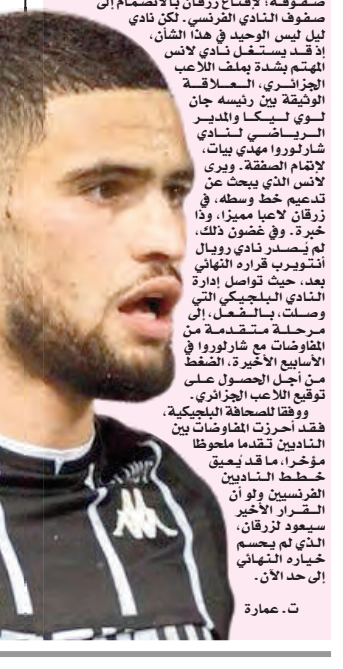 صفوفه، لإقناع زرقان بالانضمام إلى
صفوف النادي الفرنسي. لكن نادي
ليل ليس الوحيد في هذا الشأن،
إذ قد يستغل نادي لانس
المهتم بشدة بملف اللاعب
الجزائري، العلاقة
الوثيقة بين رئيسه جان
لوي ليكا والمدير
الرياضي لنادي
شارلوروا مهدي بيات،
لإتمام الصفقة. ويرى
لانس الذي يبحث عن
تدعيم خط وسطه، في
زرقان لاعبا مميزا، وذا
خبرة. وفي غضون ذلك،
لم يُصدر نادي رويال
أنتويرب قراره النهائي
بعد، حيث تواصل إدارة
النادي البلجيكي التي
وصلت، بالفعل، إلى
مرحلة متقدمة من
المفاوضات مع شارلوروا في
الأسابيع الأخيرة، الضغط
من أجل الحصول على
توقيع اللاعب الجزائري.
ووفقا للصحافة البلجيكية،
فقد أحرزت المفاوضات بين
الناديين تقدما ملحوظا
مؤخرا، ما قد يُعيق
خطط الناديين
الفرنسيين ولو أن
القرار الأخير
سيعود لزرقان،
الذي لم يحسم
خياره النهائي
إلى حد الآن.
ت. عمارة